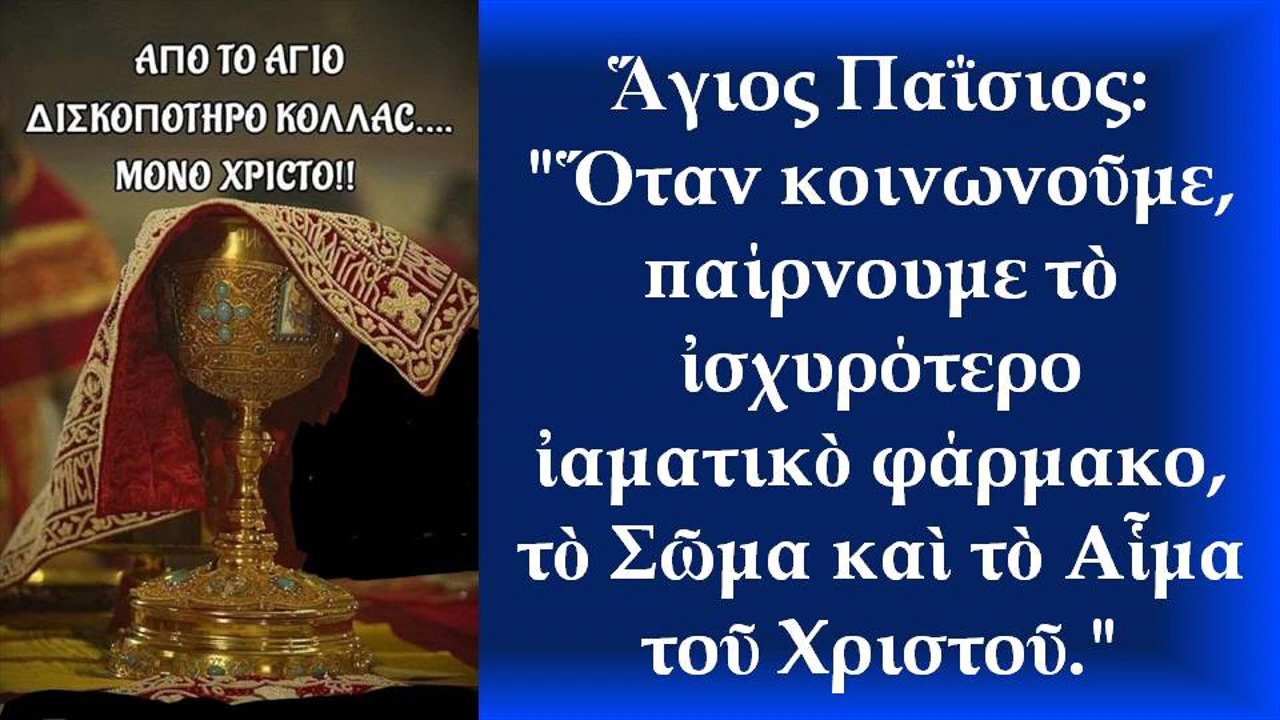 ΑΠΟ ΤΟ ΑΓΙΟ
ΔΙΣΚΟΠΟΤΗΡΟ ΚΟΛΛΑΣ....
ΜΟΝΟ ΧΡΙΣΤΟ!!
Ἅγιος Παΐσιος:
"Ὅταν κοινωνοῦμε,
παίρνουμε τὸ
ἰσχυρότερο
ἰαματικὸ φάρμακο,
τὸ Σῶμα καὶ τὸ Αἷμα
τοῦ Χριστοῦ."